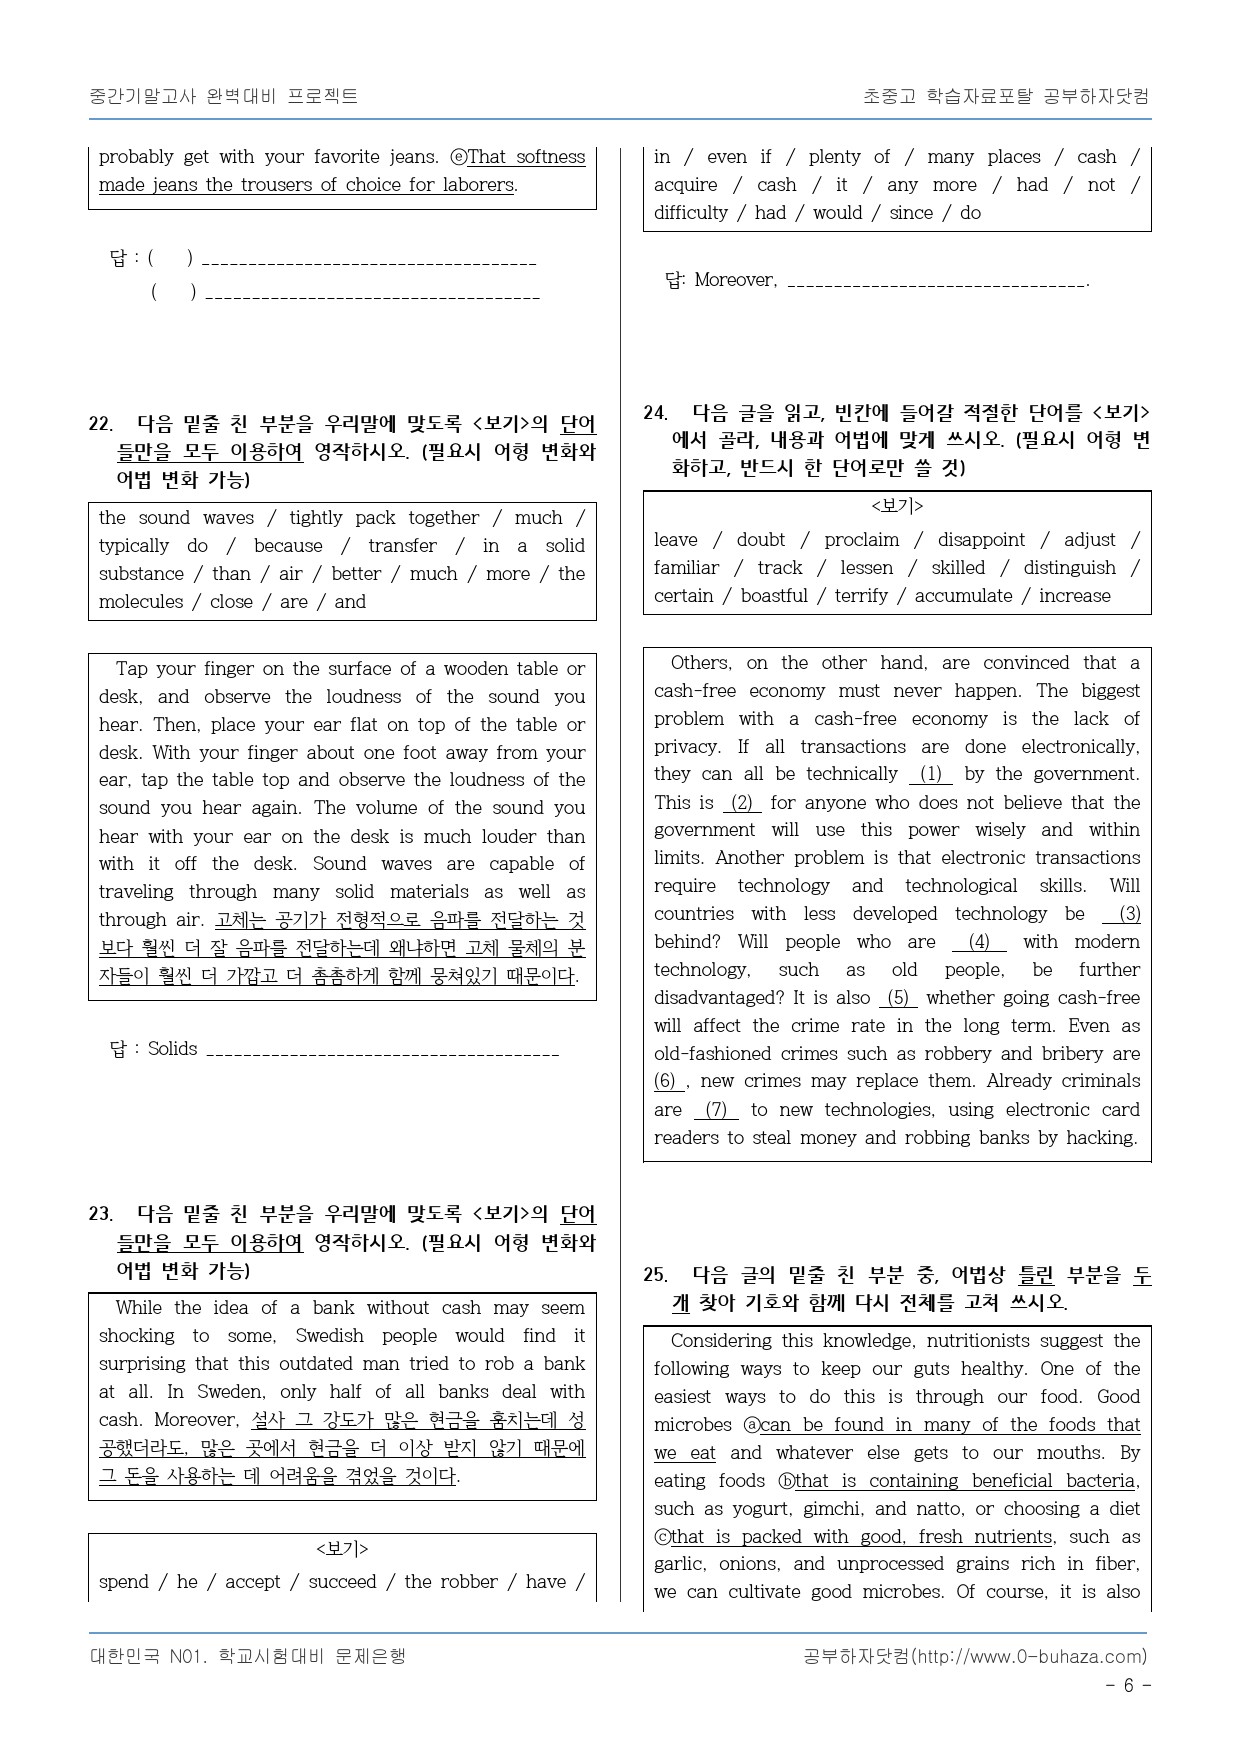 중간기말고사 완벽대비 프로젝트
초중고 학습자료포탈 공부하자닷컴
probably get with your favorite jeans. ⓔThat softness
made jeans the trousers of choice for laborers.
답 : (     ) ____________________________________
(     ) ____________________________________
22. 다음 밑줄 친 부분을 우리말에 맞도록 <보기>의 단어
들만을 모두 이용하여 영작하시오. (필요시 어형 변화와
어법 변화 가능)
the sound waves / tightly pack together / much /
typically do / because / transfer / in a solid
substance / than / air / better / much / more / the
molecules / close / are / and
Tap your finger on the surface of a wooden table or
desk, and observe the loudness of the sound you
hear. Then, place your ear flat on top of the table or
desk. With your finger about one foot away from your
ear, tap the table top and observe the loudness of the
sound you hear again. The volume of the sound you
hear with your ear on the desk is much louder than
with it off the desk. Sound waves are capable of
traveling through many solid materials as well as
through air. 고체는 공기가 전형적으로 음파를 전달하는 것
보다 훨씬 더 잘 음파를 전달하는데 왜냐하면 고체 물체의 분
자들이 훨씬 더 가깝고 더 촘촘하게 함께 뭉쳐있기 때문이다.
답 : Solids ______________________________________
23. 다음 밑줄 친 부분을 우리말에 맞도록 <보기>의 단어
들만을 모두 이용하여 영작하시오. (필요시 어형 변화와
어법 변화 가능)
While the idea of a bank without cash may seem
shocking to some, Swedish people would find it
surprising that this outdated man tried to rob a bank
at all. In Sweden, only half of all banks deal with
cash. Moreover, 설사 그 강도가 많은 현금을 훔치는데 성
공했더라도, 많은 곳에서 현금을 더 이상 받지 않기 때문에
그 돈을 사용하는 데 어려움을 겪었을 것이다.
<보기>
spend / he / accept / succeed / the robber / have /
in / even if / plenty of / many places / cash /
acquire / cash / it / any more / had / not /
difficulty / had / would / since / do
답: Moreover, ________________________________.
24. 다음 글을 읽고, 빈칸에 들어갈 적절한 단어를 <보기>
에서 골라, 내용과 어법에 맞게 쓰시오. (필요시 어형 변
화하고, 반드시 한 단어로만 쓸 것)
<보기>
leave / doubt / proclaim / disappoint / adjust /
familiar / track / lessen / skilled / distinguish /
certain / boastful / terrify / accumulate / increase
Others, on the other hand, are convinced that a
cash-free economy must never happen. The biggest
problem with a cash-free economy is the lack of
privacy. If all transactions are done electronically,
they can all be technically (1) by the government.
This is (2) for anyone who does not believe that the
government will use this power wisely and within
limits. Another problem is that electronic transactions
require technology and technological skills. Will
countries with less developed technology be (3)
behind? Will people who are (4) with modern
technology, such as old people, be further
disadvantaged? It is also (5) whether going cash-free
will affect the crime rate in the long term. Even as
old-fashioned crimes such as robbery and bribery are
(6) , new crimes may replace them. Already criminals
are (7) to new technologies, using electronic card
readers to steal money and robbing banks by hacking.
25. 다음 글의 밑줄 친 부분 중, 어법상 틀린 부분을 두
개 찾아 기호와 함께 다시 전체를 고쳐 쓰시오.
Considering this knowledge, nutritionists suggest the
following ways to keep our guts healthy. One of the
easiest ways to do this is through our food. Good
microbes ⓐcan be found in many of the foods that
we eat and whatever else gets to our mouths. By
eating foods ⓑthat is containing beneficial bacteria,
such as yogurt, gimchi, and natto, or choosing a diet
ⓒthat is packed with good, fresh nutrients, such as
garlic, onions, and unprocessed grains rich in fiber,
we can cultivate good microbes. Of course, it is also
대한민국 N01. 학교시험대비 문제은행
공부하자닷컴(http://www.0-buhaza.com)
- 6 -